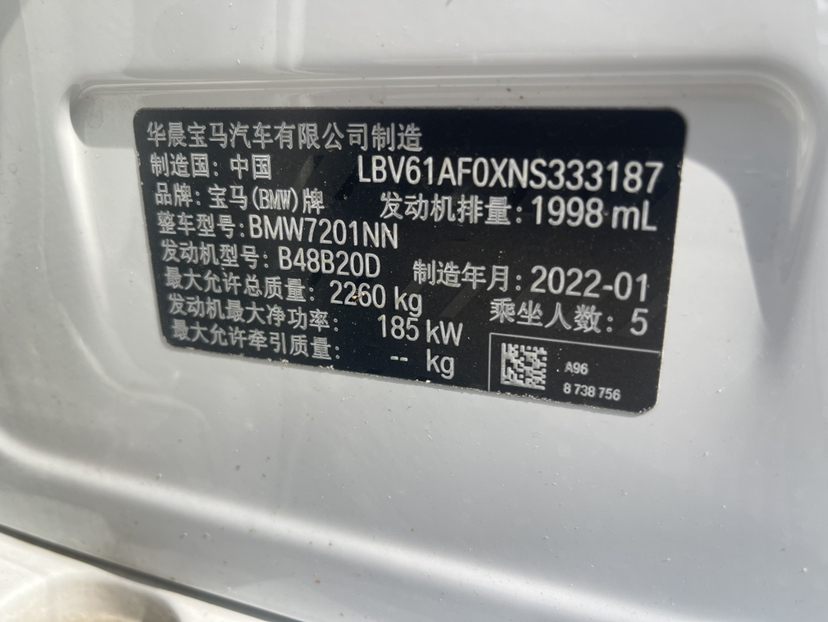 华晨宝马汽车有限公司制造
制造国: 中国 LBV61AF0XNS333187
品牌: 宝马(BMW)牌 发动机排量: 1998 mL
整车型号: BMW7201NN
发动机型号: B48B20D 制造年月: 2022-01
最大允许总质量: 2260 kg 乘坐人数: 5
发动机最大净功率: 185 kW
最大允许牵引质量: -- kg
A96
8 738 756